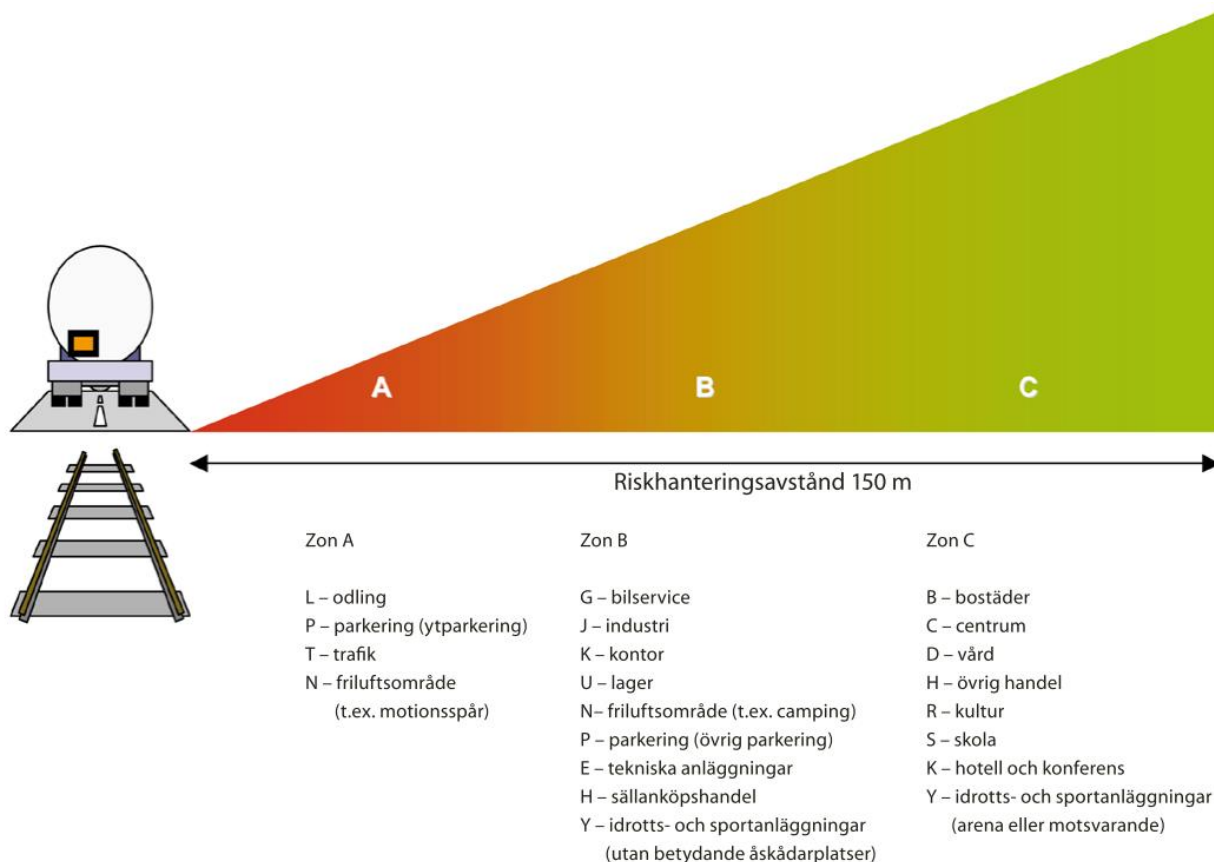 A
B
C
Riskhanteringsavstånd 150 m
Zon A
L – odling
P – parkering (ytparkering)
T – trafik
N – friluftsområde
(t.ex. motionsspår)
Zon B
G – bilservice
J – industri
K – kontor
U – lager
N– friluftsområde (t.ex. camping)
P – parkering (övrig parkering)
E – tekniska anläggningar
H – sällanköpshandel
Y – idrotts- och sportanläggningar
(utan betydande åskådarplatser)
Zon C
B – bostäder
C – centrum
D – vård
H – övrig handel
R – kultur
S – skola
K – hotell och konferens
Y – idrotts- och sportanläggningar
(arena eller motsvarande)